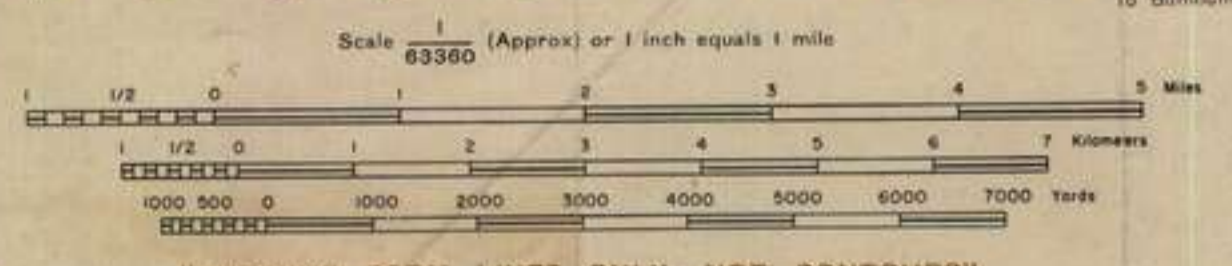 Scale 1/63360 (Approx) or 1 inch equals 1 mile
1 1/2 0 1 2 3 4 5 Miles
1 1/2 0 1 2 3 4 5 6 7 Kilometers
1000 500 0 1000 2000 3000 4000 5000 6000 7000 Yards